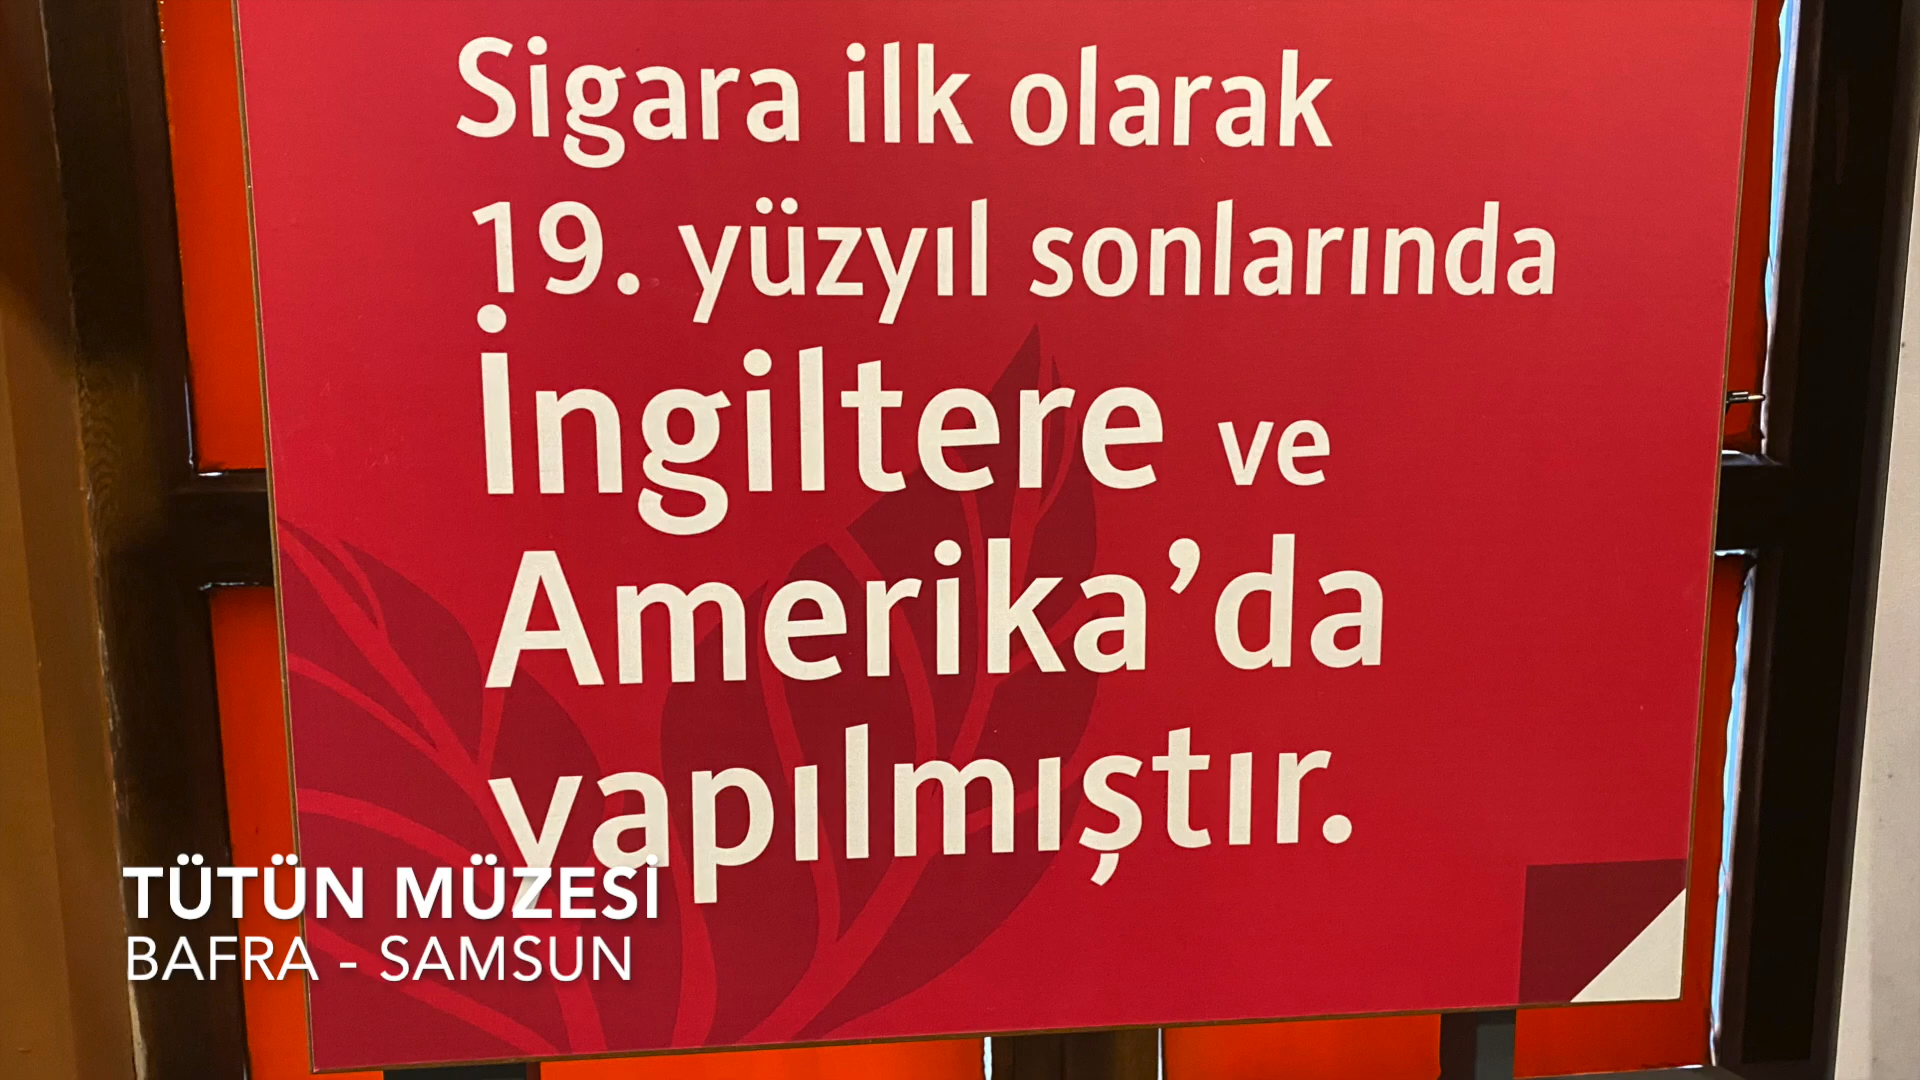 Sigara ilk olarak
19. yüzyıl sonlarında
İngiltere ve
Amerika’da
yapılmıştır.
TÜTÜN MÜZESİ
BAFRA - SAMSUN